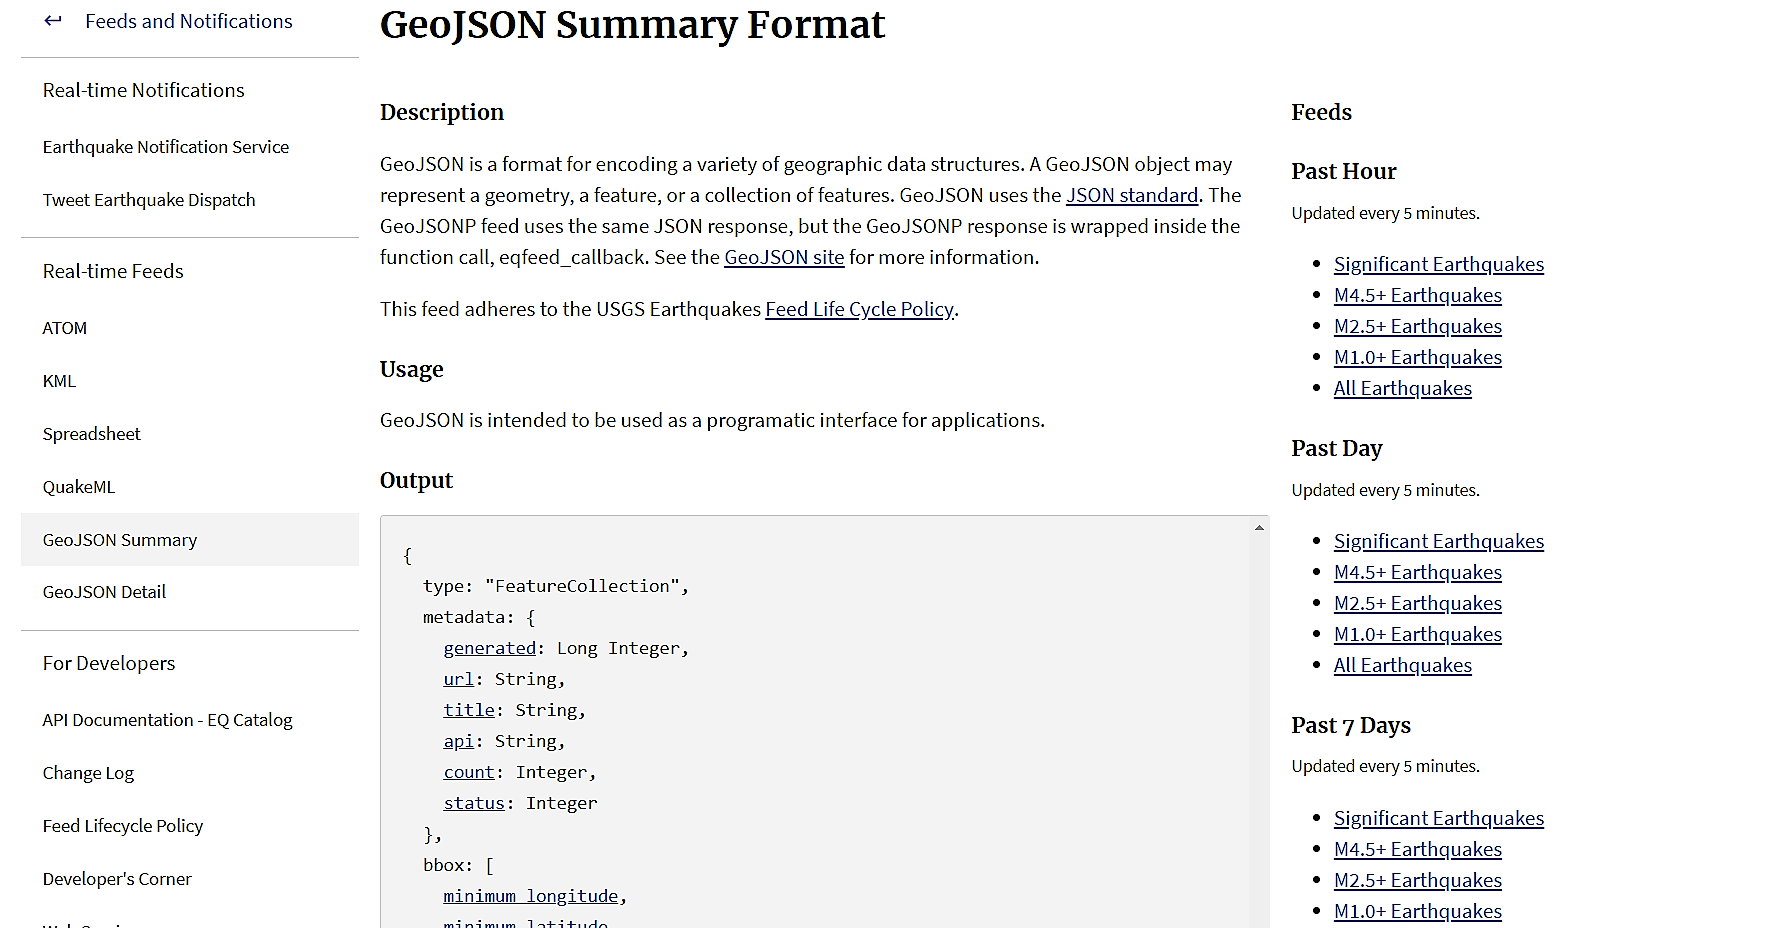 Feeds and Notifications
Real-time Notifications
Earthquake Notification Service
Tweet Earthquake Dispatch
Real-time Feeds
ATOM
KML
Spreadsheet
QuakeML
GeoJSON Summary
GeoJSON Detail
For Developers
API Documentation - EQ Catalog
Change Log
Feed Lifecycle Policy
Developer's Corner
GeoJSON Summary Format
Description
GeoJSON is a format for encoding a variety of geographic data structures. A GeoJSON object may
represent a geometry, a feature, or a collection of features. GeoJSON uses the JSON standard. The
GeoJSONP feed uses the same JSON response, but the GeoJSONP response is wrapped inside the
function call, eqfeed_callback. See the GeoJSON site for more information.
This feed adheres to the USGS Earthquakes Feed Life Cycle Policy.
Usage
GeoJSON is intended to be used as a programatic interface for applications.
Output
{
type: "FeatureCollection",
metadata: {
generated: Long Integer,
url: String,
title: String,
api: String,
count: Integer,
status: Integer
},
bbox: [
minimum longitude,
minimum latitude
Feeds
Past Hour
Updated every 5 minutes.
Significant Earthquakes
M4.5+ Earthquakes
M2.5+ Earthquakes
M1.0+ Earthquakes
All Earthquakes
Past Day
Updated every 5 minutes.
Significant Earthquakes
M4.5+ Earthquakes
M2.5+ Earthquakes
M1.0+ Earthquakes
All Earthquakes
Past 7 Days
Updated every 5 minutes.
Significant Earthquakes
M4.5+ Earthquakes
M2.5+ Earthquakes
M1.0+ Earthquakes